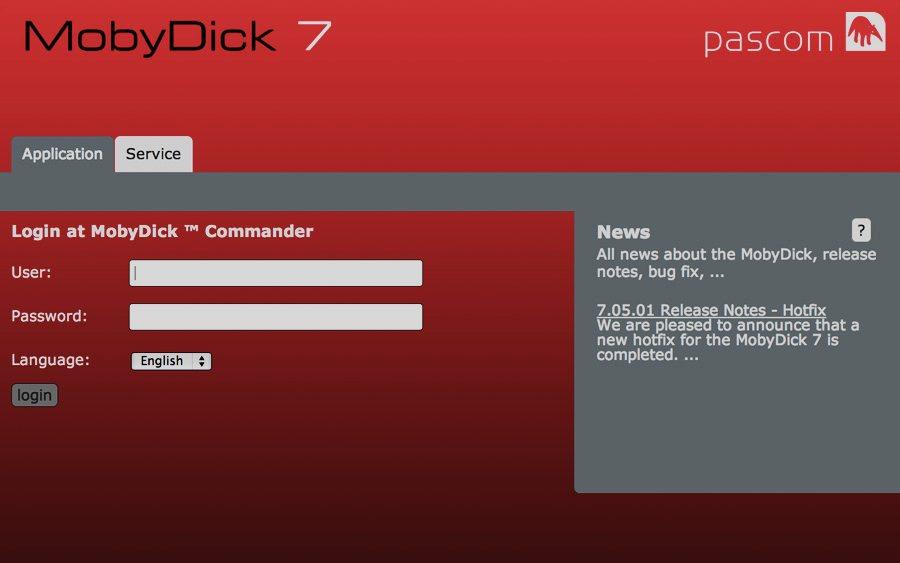 MobyDick 7
pascom
Application
Service
Login at MobyDick ™ Commander
User:
Password:
Language:
English
login
News
?
All news about the MobyDick, release
notes, bug fix, ...
7.05.01 Release Notes - Hotfix
We are pleased to announce that a
new hotfix for the MobyDick 7 is
completed. ...